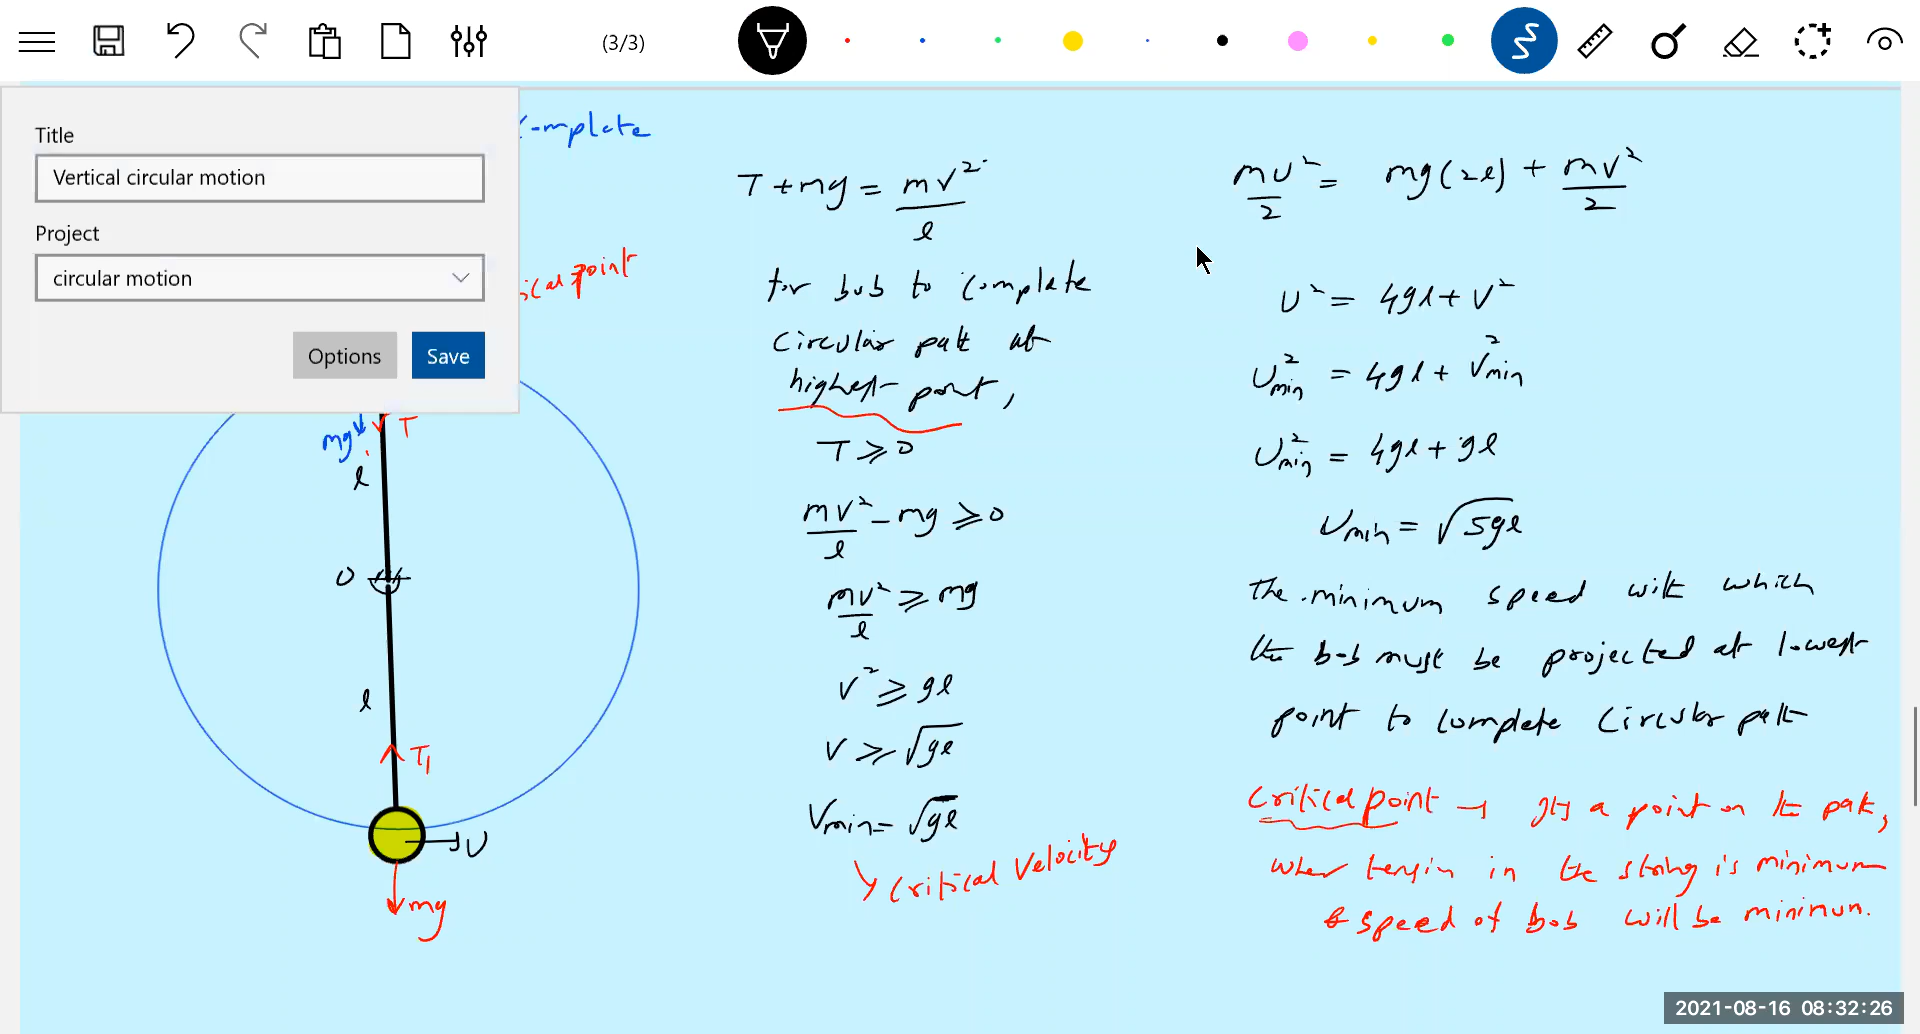 (3/3)
Title
Vertical circular motion
Project
circular motion
Options
Save
mplete
ical point
mg T
l
O
l
T₁
U
mg
T + mg = mv²/l
for bob to complete
circular path at
highest point,
T ⩾ 0
mv²/l - mg ⩾ 0
mv²/l ⩾ mg
v² ⩾ gl
v ⩾ √gl
Vmin = √gl
critical velocity
mu²/2 = mg(2l) + mv²/2
U² = 4gl + V²
U²min = 4gl + V²min
U²min = 4gl + gl
Umin = √5gl
The minimum speed with which
the bob must be projected at lowest
point to complete circular path
Critical point → Its a point on the path,
when tension in the string is minimum
& speed of bob will be minimum.
2021-08-16 08:32:26